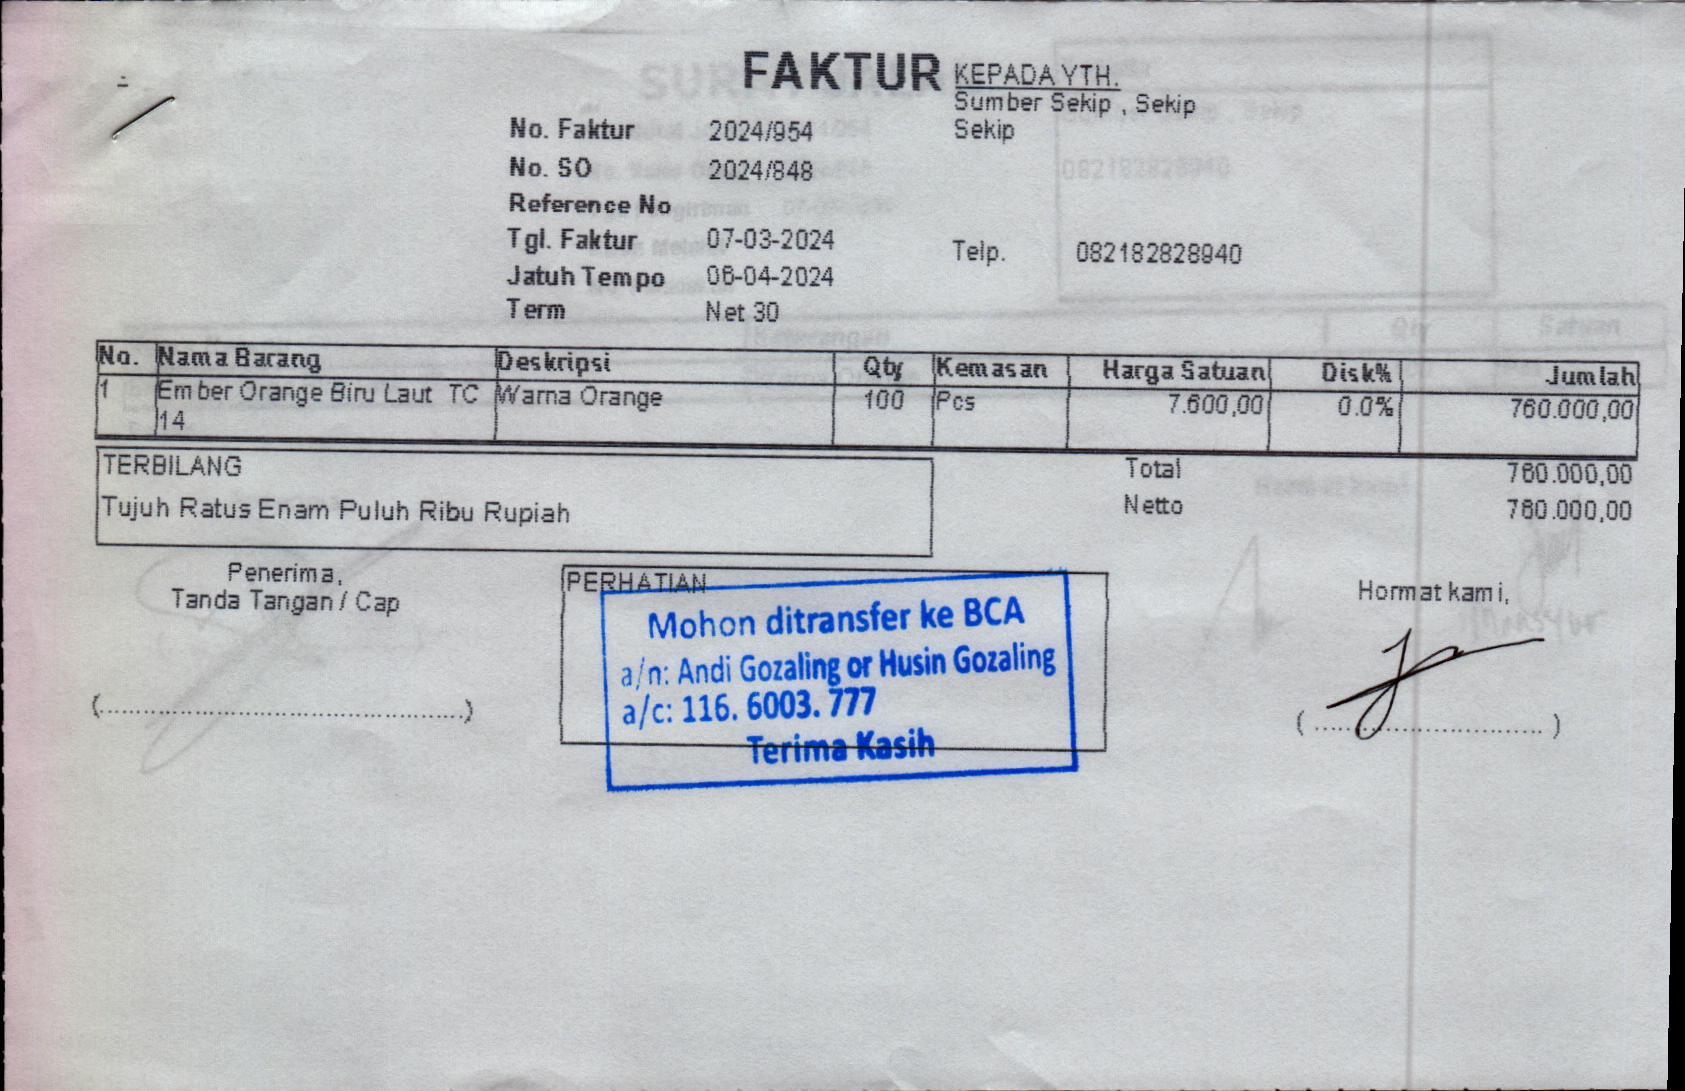 FAKTUR
KEPADA YTH.
Sumber Sekip , Sekip
Sekip
No. Faktur 2024/954
No. SO 2024/848
Reference No
Tgl. Faktur 07-03-2024
Telp. 082182828940
Jatuh Tempo 06-04-2024
Term Net 30
No. Nama Barang Deskripsi Qty Kemasan Harga Satuan Disk% Jumlah
1 Ember Orange Biru Laut TC Warna Orange 100 Pcs 7.600,00 0.0% 760.000,00
14
TERBILANG Total 760.000,00
Tujuh Ratus Enam Puluh Ribu Rupiah Netto 760.000,00
Penerima,
Tanda Tangan / Cap
PERHATIAN
Hormat kami,
Mohon ditransfer ke BCA
a/n: Andi Gozaling or Husin Gozaling
a/c: 116. 6003. 777
Terima Kasih